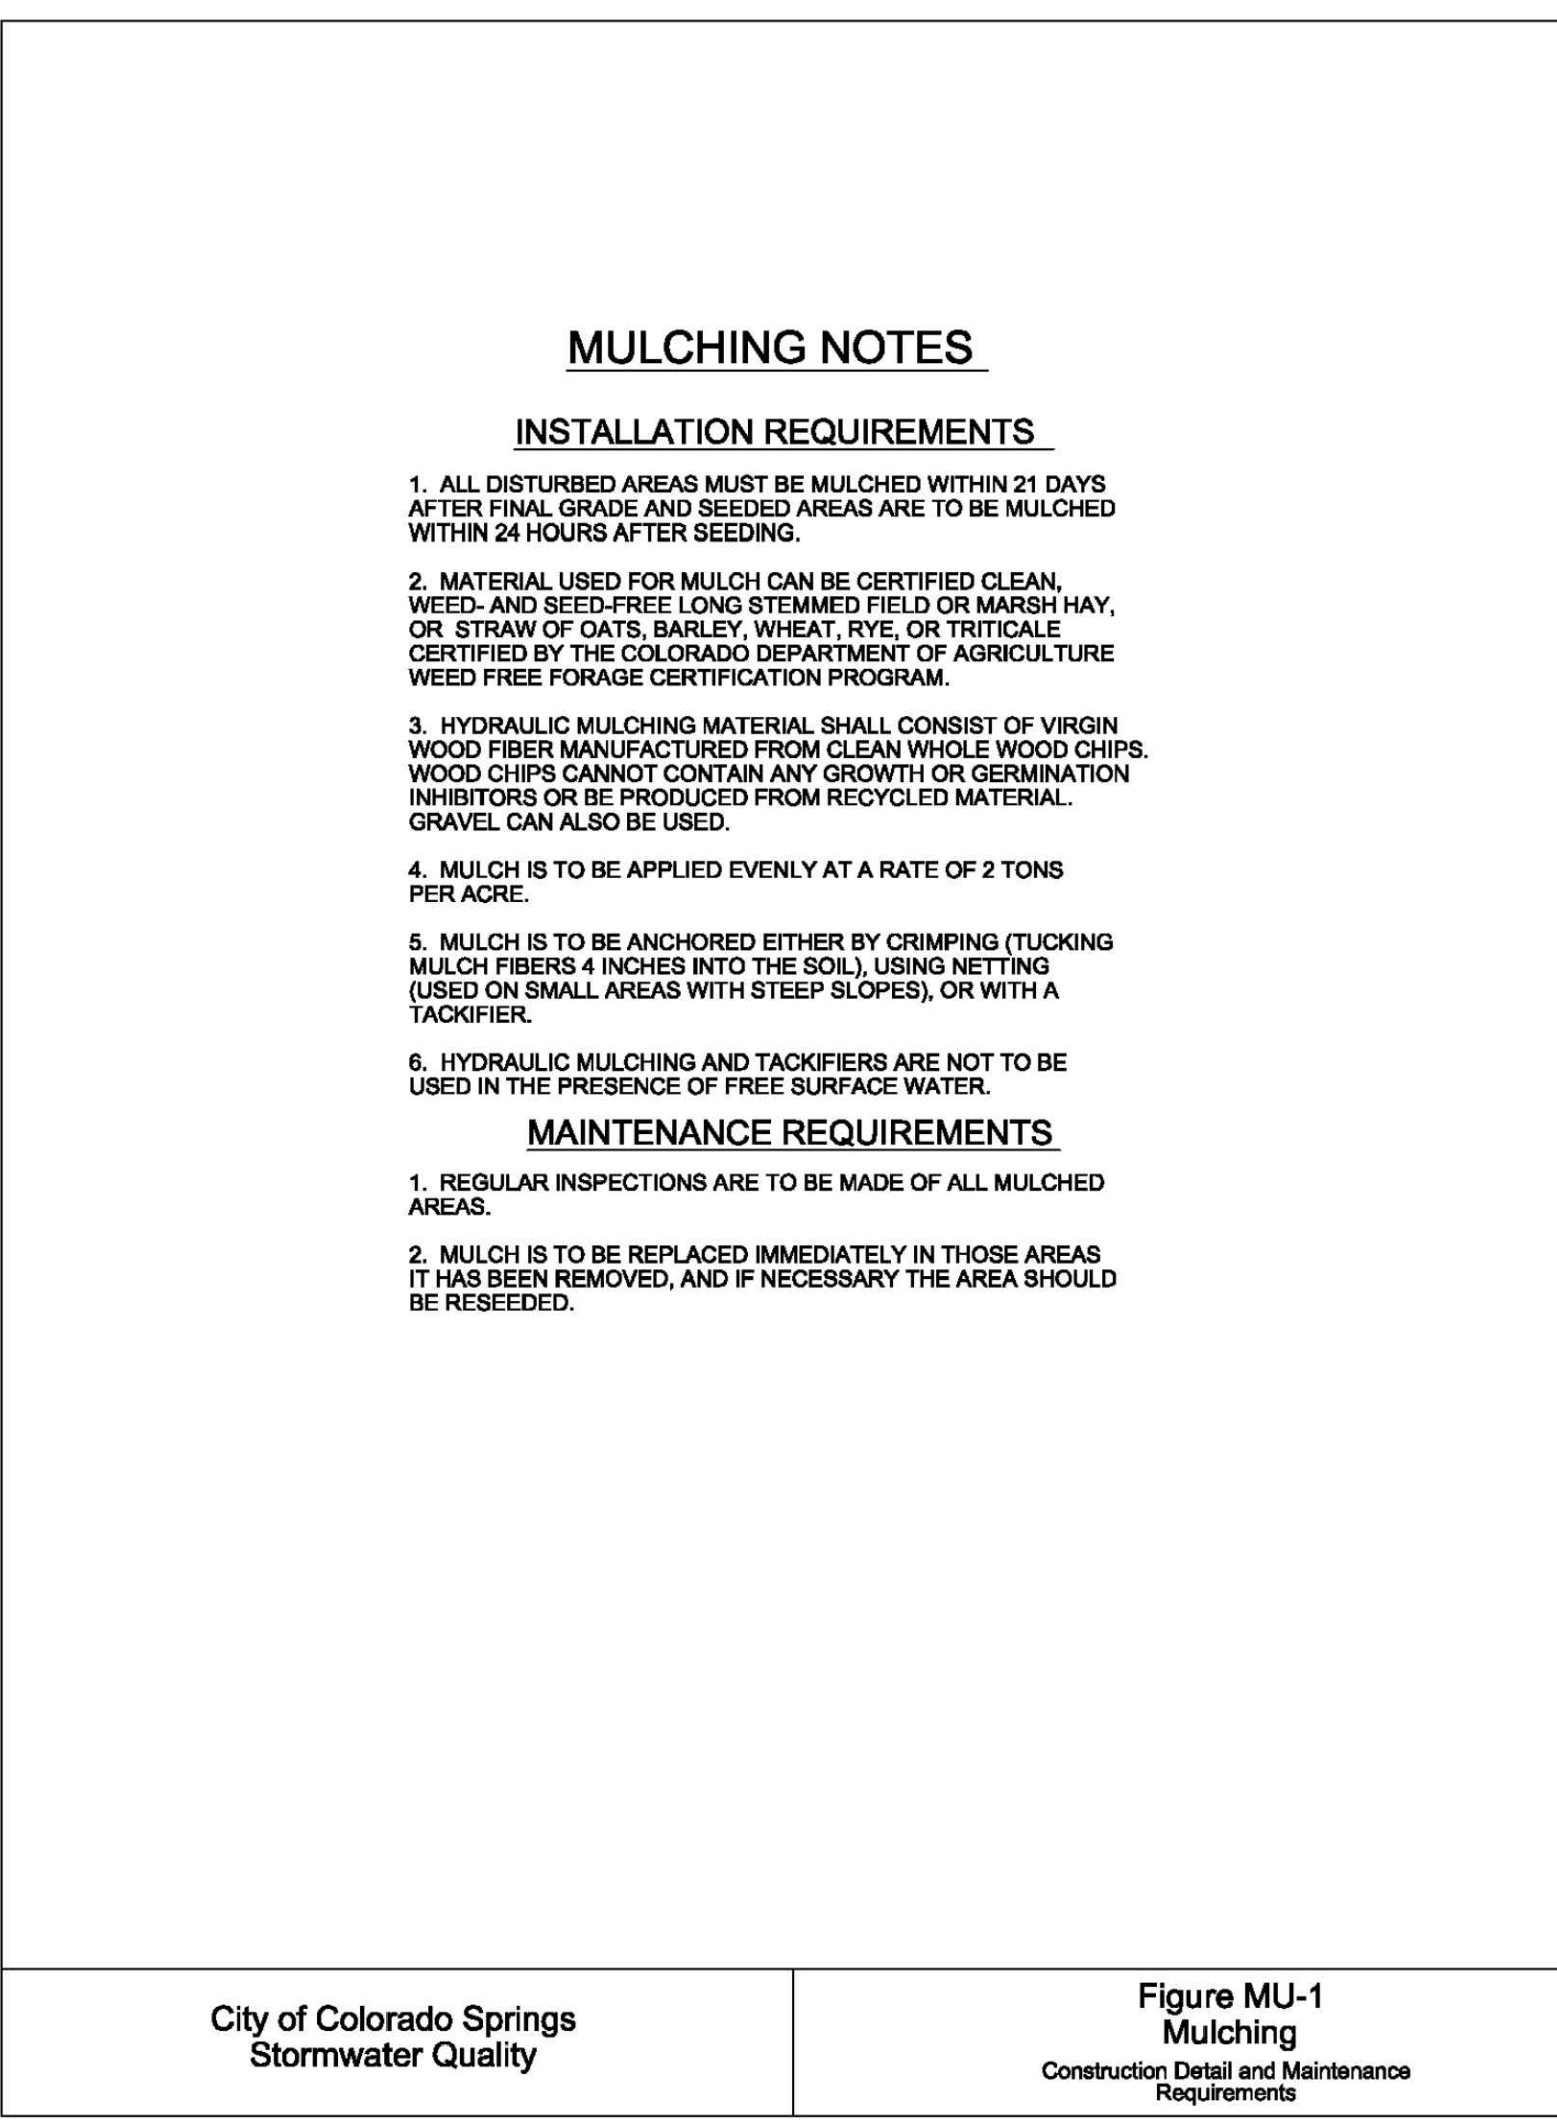 MULCHING NOTES
INSTALLATION REQUIREMENTS
1. ALL DISTURBED AREAS MUST BE MULCHED WITHIN 21 DAYS
AFTER FINAL GRADE AND SEEDED AREAS ARE TO BE MULCHED
WITHIN 24 HOURS AFTER SEEDING.
2. MATERIAL USED FOR MULCH CAN BE CERTIFIED CLEAN,
WEED- AND SEED-FREE LONG STEMMED FIELD OR MARSH HAY,
OR STRAW OF OATS, BARLEY, WHEAT, RYE, OR TRITICALE
CERTIFIED BY THE COLORADO DEPARTMENT OF AGRICULTURE
WEED FREE FORAGE CERTIFICATION PROGRAM.
3. HYDRAULIC MULCHING MATERIAL SHALL CONSIST OF VIRGIN
WOOD FIBER MANUFACTURED FROM CLEAN WHOLE WOOD CHIPS.
WOOD CHIPS CANNOT CONTAIN ANY GROWTH OR GERMINATION
INHIBITORS OR BE PRODUCED FROM RECYCLED MATERIAL.
GRAVEL CAN ALSO BE USED.
4. MULCH IS TO BE APPLIED EVENLY AT A RATE OF 2 TONS
PER ACRE.
5. MULCH IS TO BE ANCHORED EITHER BY CRIMPING (TUCKING
MULCH FIBERS 4 INCHES INTO THE SOIL), USING NETTING
(USED ON SMALL AREAS WITH STEEP SLOPES), OR WITH A
TACKIFIER.
6. HYDRAULIC MULCHING AND TACKIFIERS ARE NOT TO BE
USED IN THE PRESENCE OF FREE SURFACE WATER.
MAINTENANCE REQUIREMENTS
1. REGULAR INSPECTIONS ARE TO BE MADE OF ALL MULCHED
AREAS.
2. MULCH IS TO BE REPLACED IMMEDIATELY IN THOSE AREAS
IT HAS BEEN REMOVED, AND IF NECESSARY THE AREA SHOULD
BE RESEEDED.
City of Colorado Springs
Stormwater Quality
Figure MU-1
Mulching
Construction Detail and Maintenance
Requirements